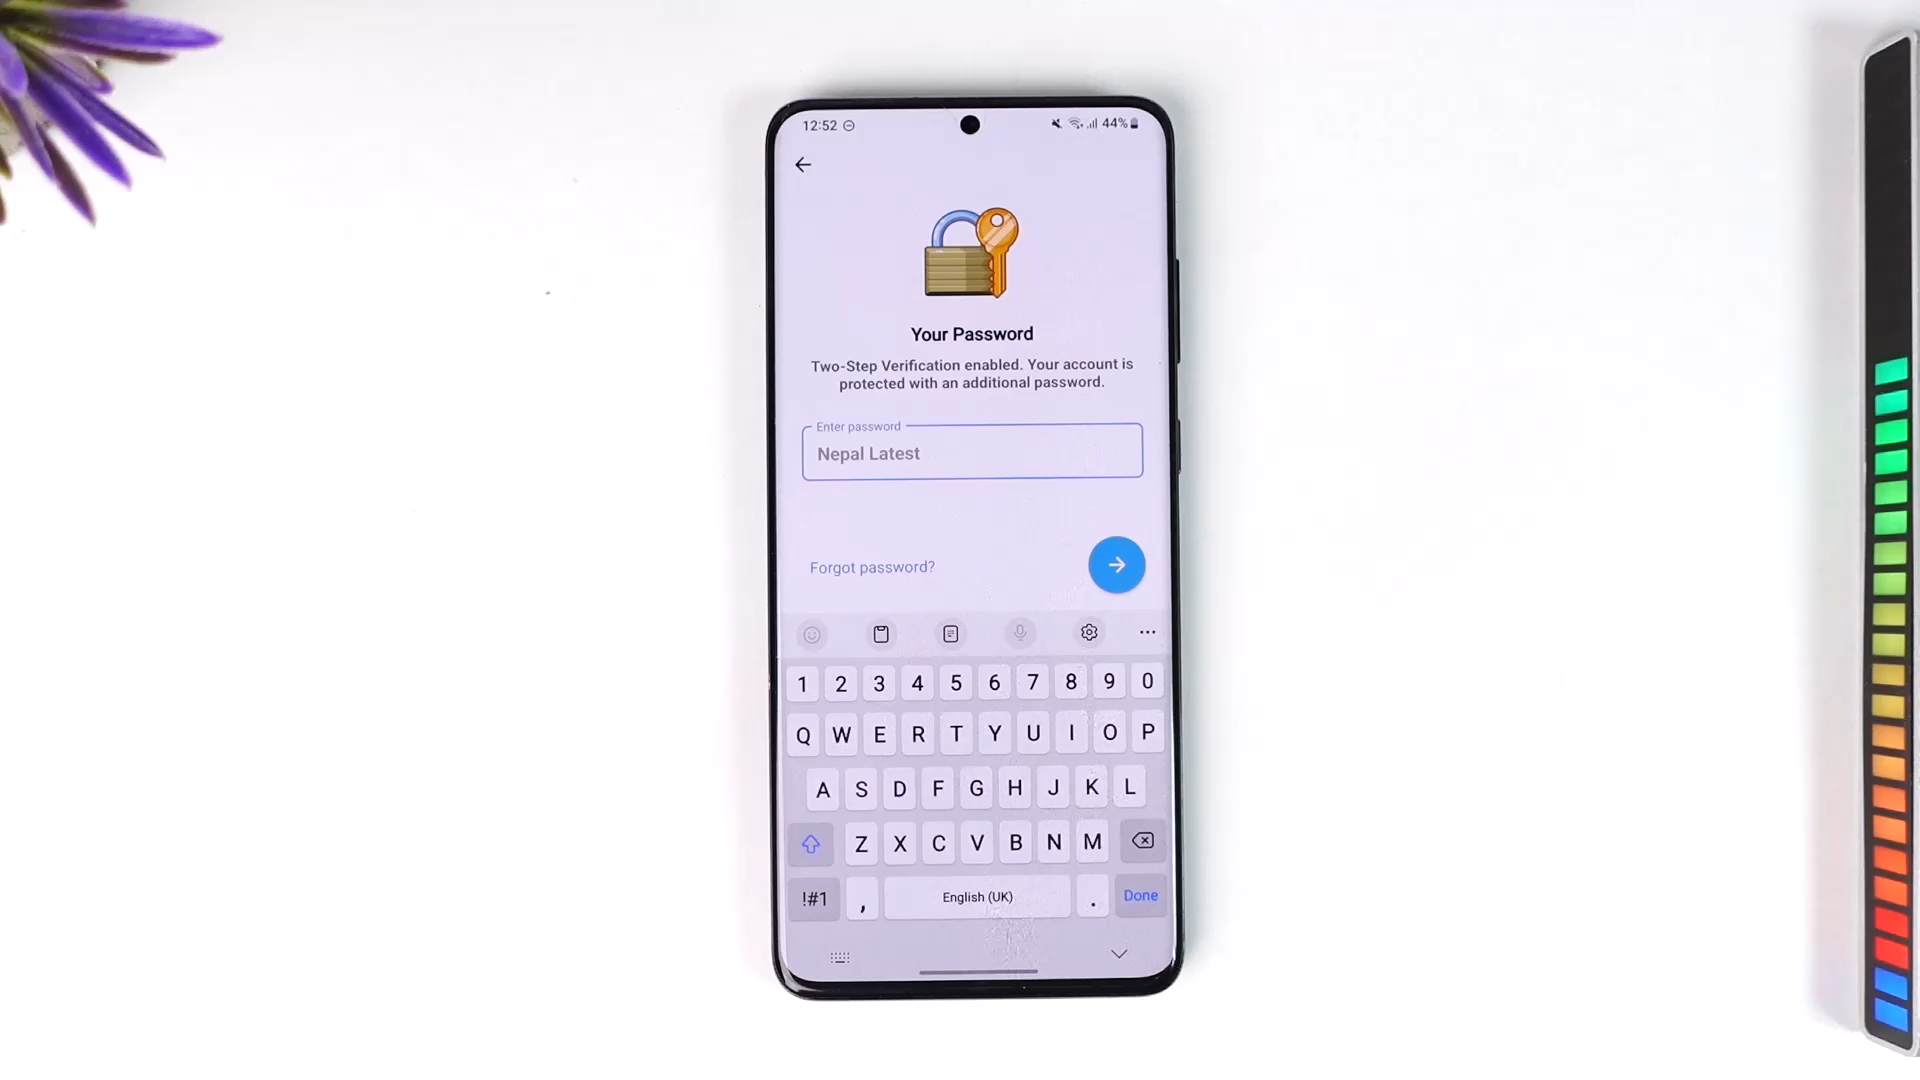 12:52
44%
Your Password
Two-Step Verification enabled. Your account is
protected with an additional password.
Enter password
Nepal Latest
Forgot password?
1 2 3 4 5 6 7 8 9 0
Q W E R T Y U I O P
A S D F G H J K L
Z X C V B N M
!#1 , English (UK) . Done